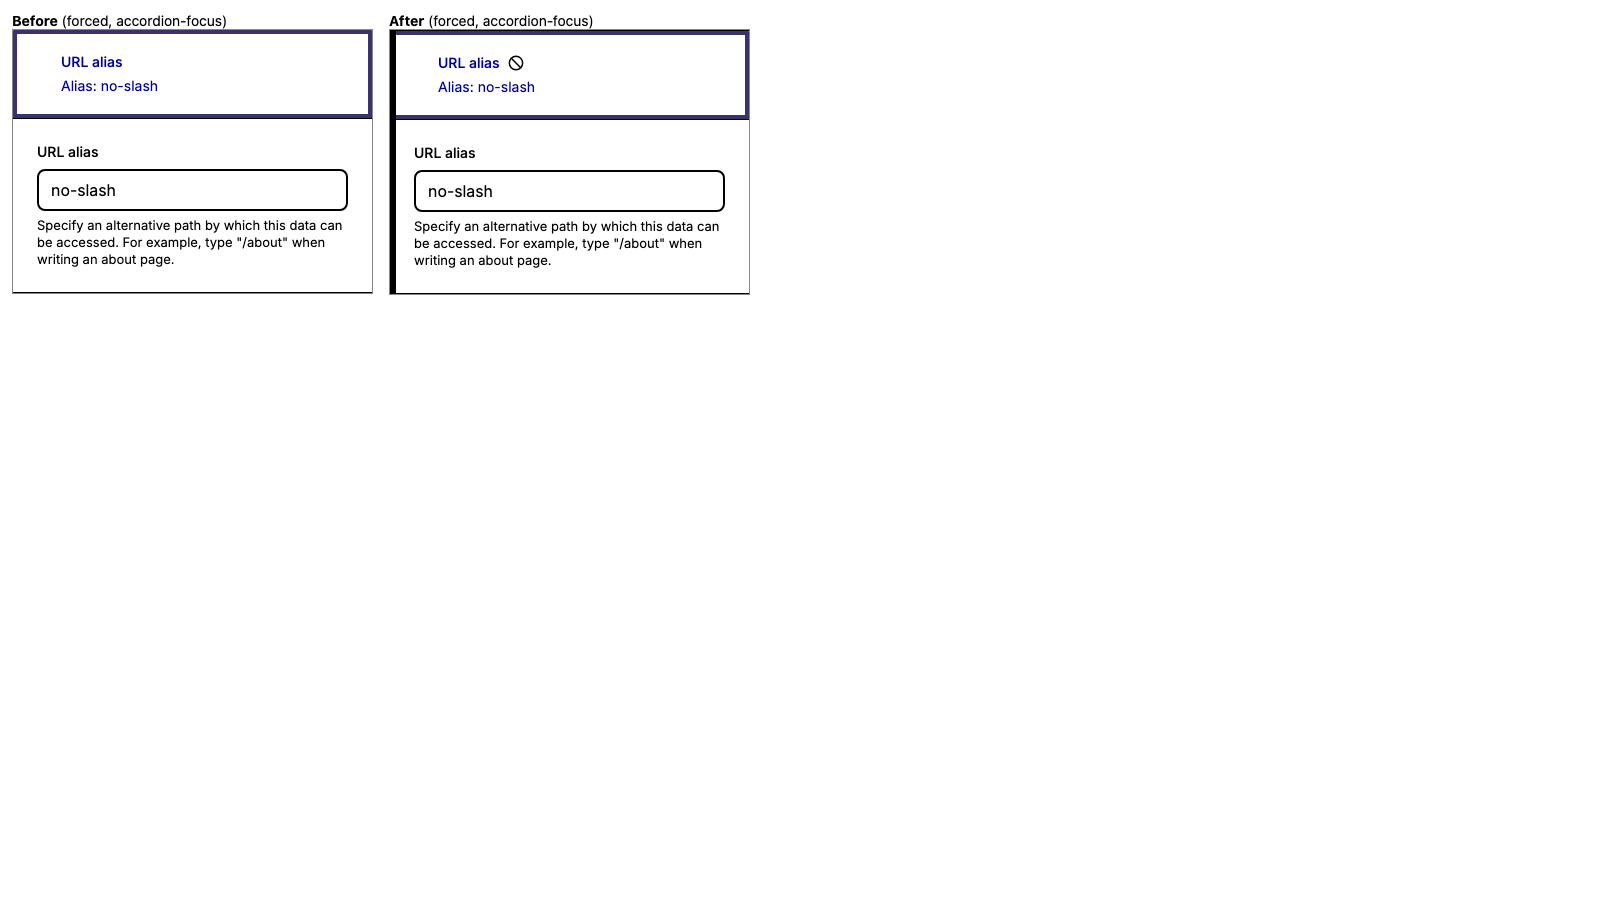 Before (forced, accordion-focus)
URL alias
Alias: no-slash
URL alias
no-slash
Specify an alternative path by which this data can
be accessed. For example, type "/about" when
writing an about page.
After (forced, accordion-focus)
URL alias
Alias: no-slash
URL alias
no-slash
Specify an alternative path by which this data can
be accessed. For example, type "/about" when
writing an about page.